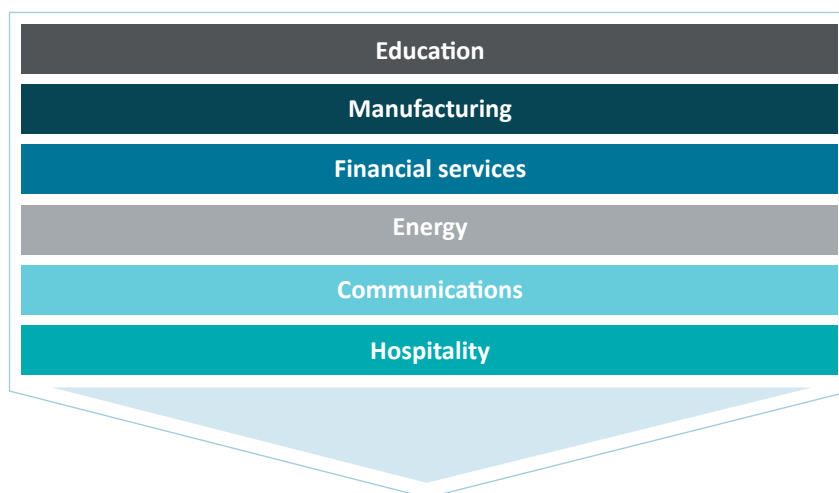 Education
Manufacturing
Financial services
Energy
Communications
Hospitality